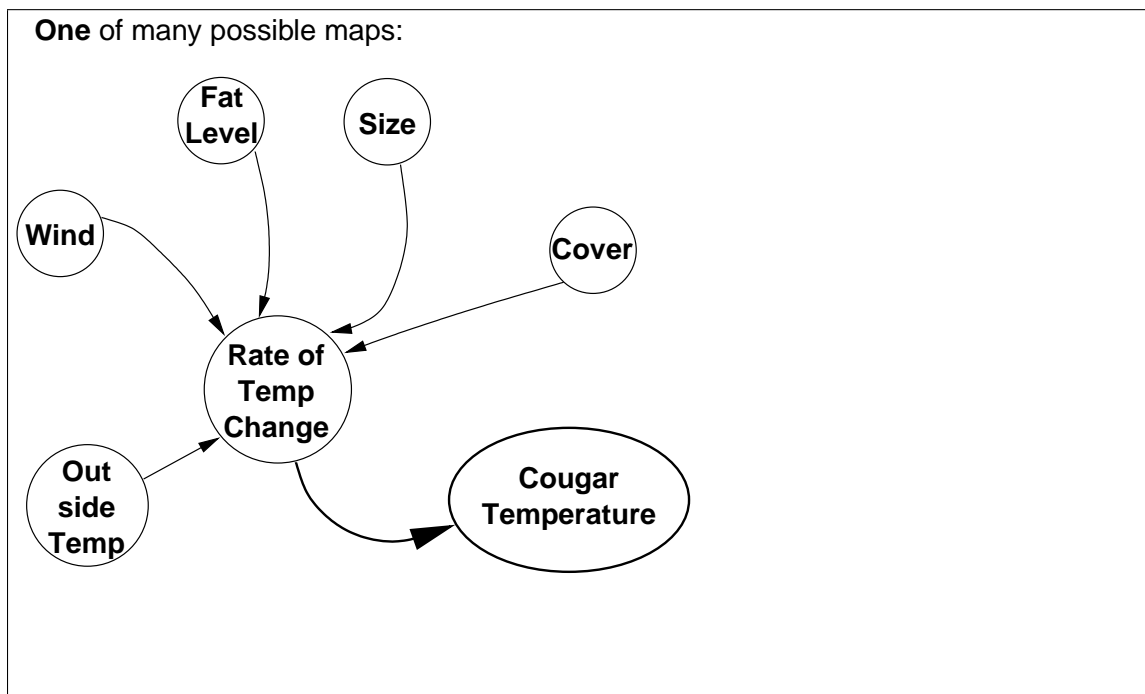 One of many possible maps:
Fat
Level
Size
Wind
Cover
Rate of
Temp
Change
Out
side
Temp
Cougar
Temperature